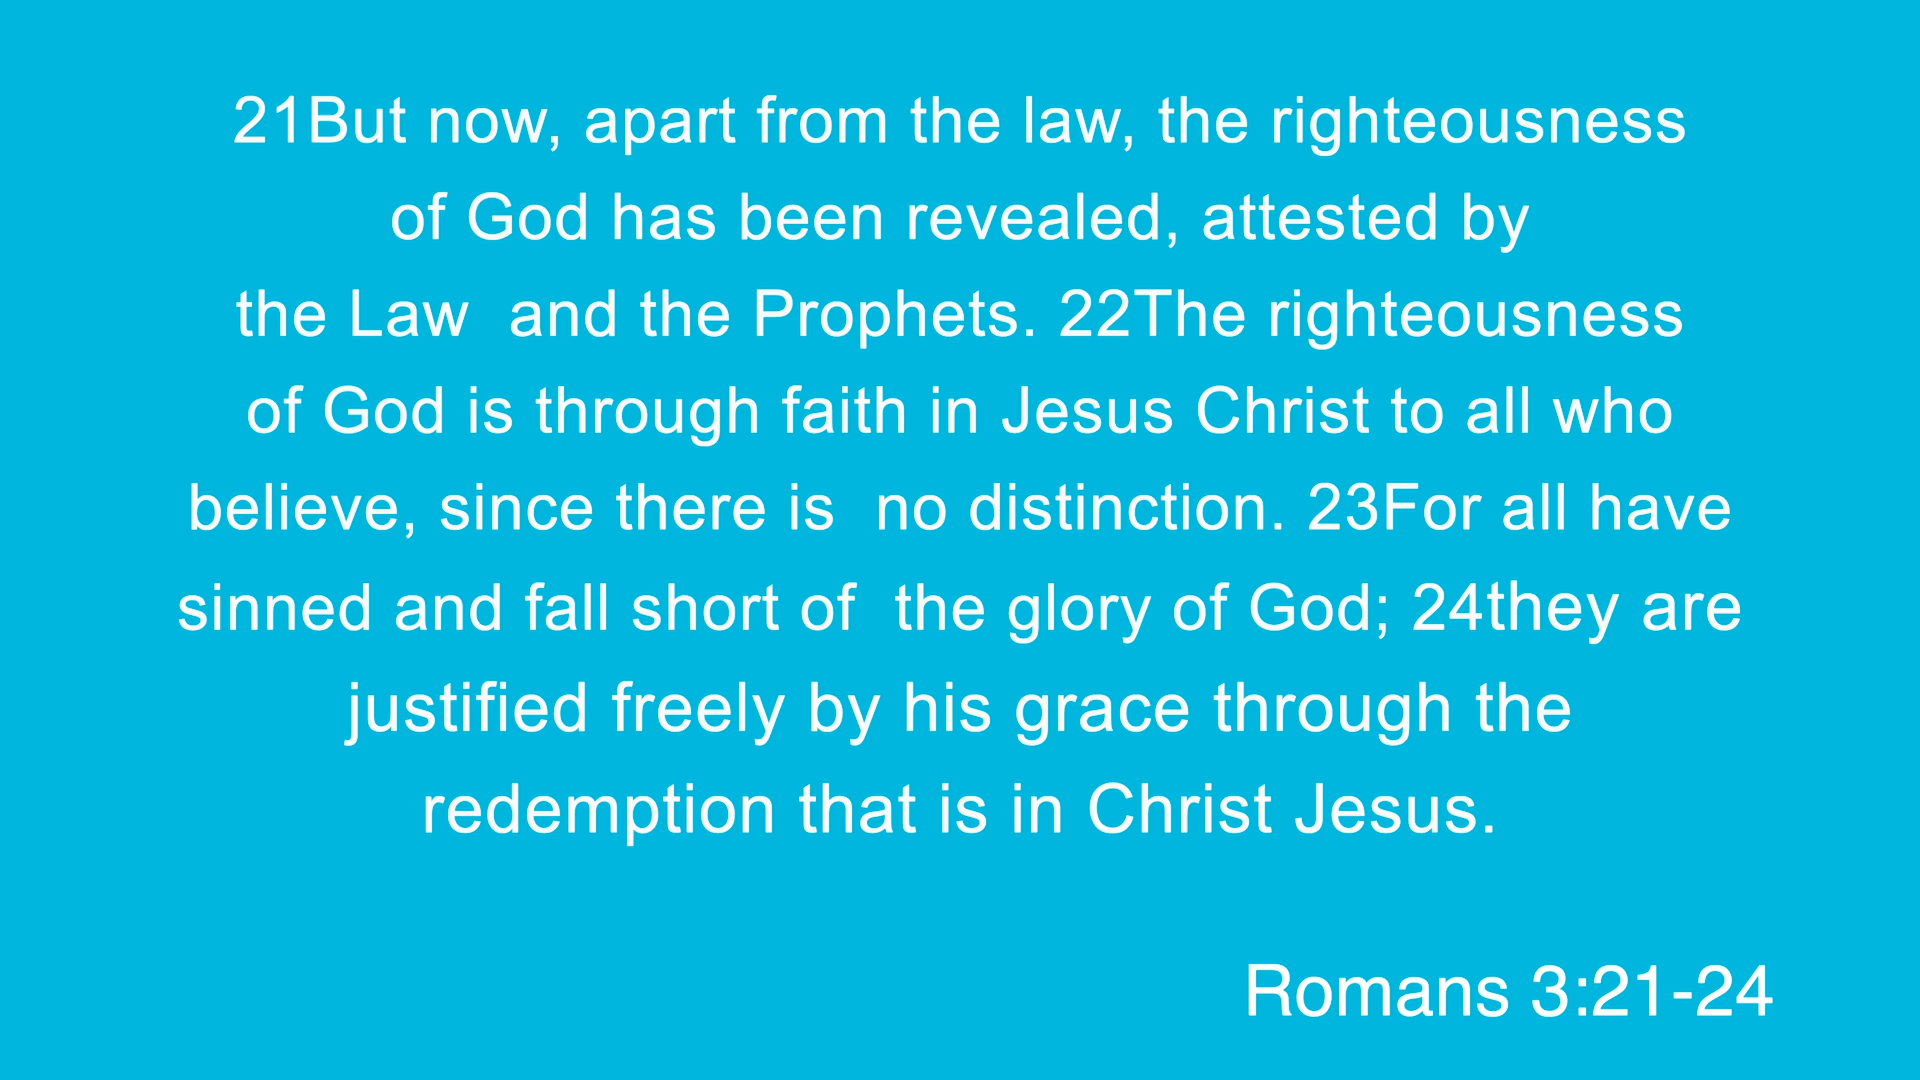 21But now, apart from the law, the righteousness
of God has been revealed, attested by
the Law  and the Prophets. 22The righteousness
of God is through faith in Jesus Christ to all who
believe, since there is  no distinction. 23For all have
sinned and fall short of  the glory of God; 24they are
justified freely by his grace through the
redemption that is in Christ Jesus.
Romans 3:21-24